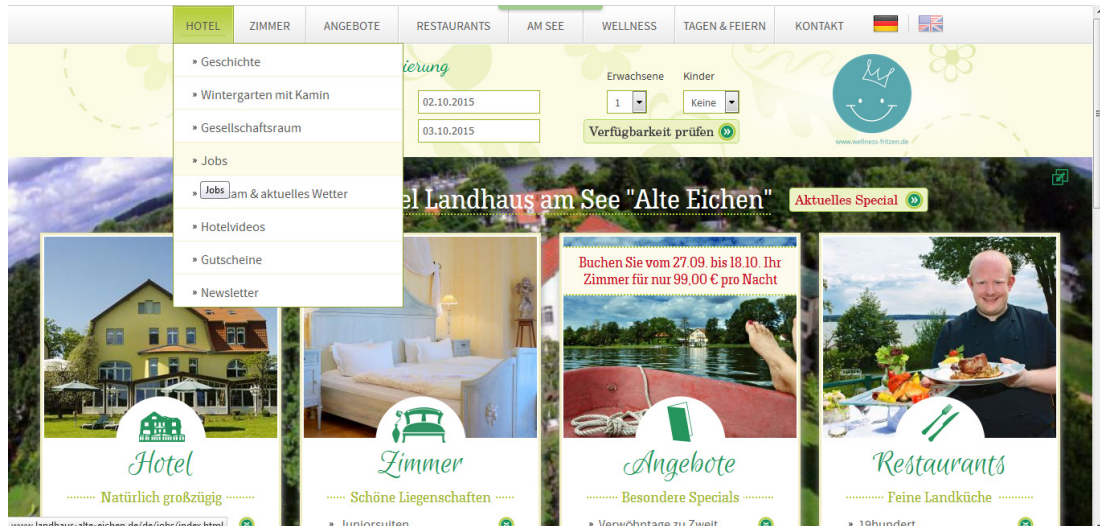 HOTEL ZIMMER ANGEBOTE RESTAURANTS AM SEE WELLNESS TAGEN & FEIERN KONTAKT
» Geschichte
» Wintergarten mit Kamin
» Gesellschaftsraum
» Jobs
Jobs
» am & aktuelles Wetter
» Hotelvideos
» Gutscheine
» Newsletter
ierung
02.10.2015
03.10.2015
Erwachsene Kinder
1 Keine
Verfügbarkeit prüfen
www.wellness-fritzen.de
el Landhaus am See "Alte Eichen"
Aktuelles Special
Buchen Sie vom 27.09. bis 18.10. Ihr
Zimmer für nur 99,00 € pro Nacht
Hotel
Natürlich großzügig
Zimmer
Schöne Liegenschaften
» Juniorsuiten
Angebote
Besondere Specials
» Verwöhntage zu Zweit
Restaurants
Feine Landküche
» 19hundert
www.landhaus-alte-eichen.de/de/jobs/index.html